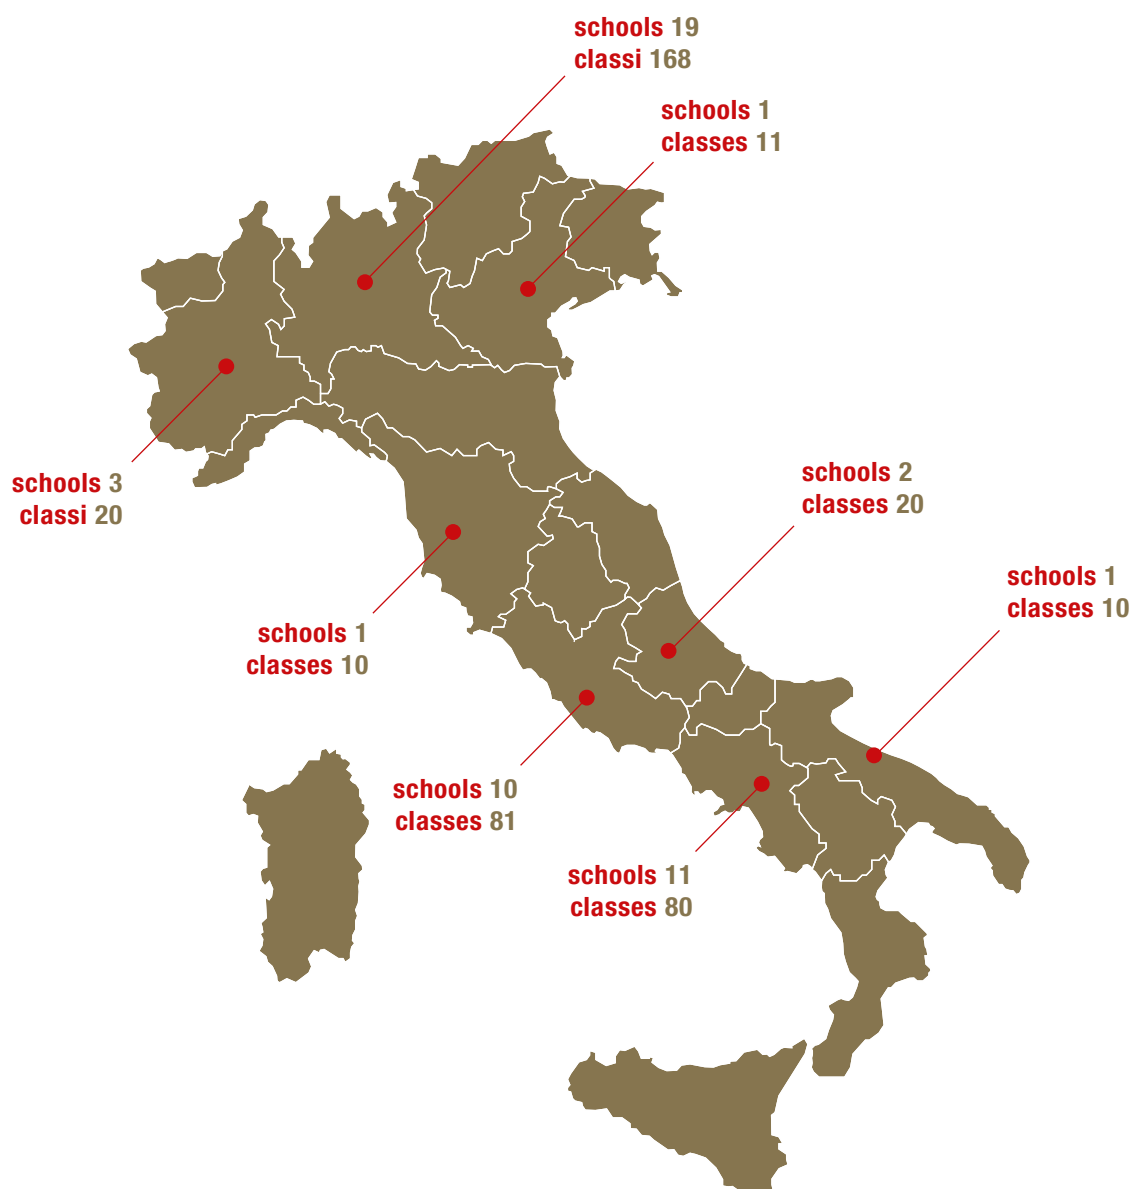 schools 19
classi 168
schools 1
classes 11
schools 3
classi 20
schools 2
classes 20
schools 1
classes 10
schools 1
classes 10
schools 10
classes 81
schools 11
classes 80